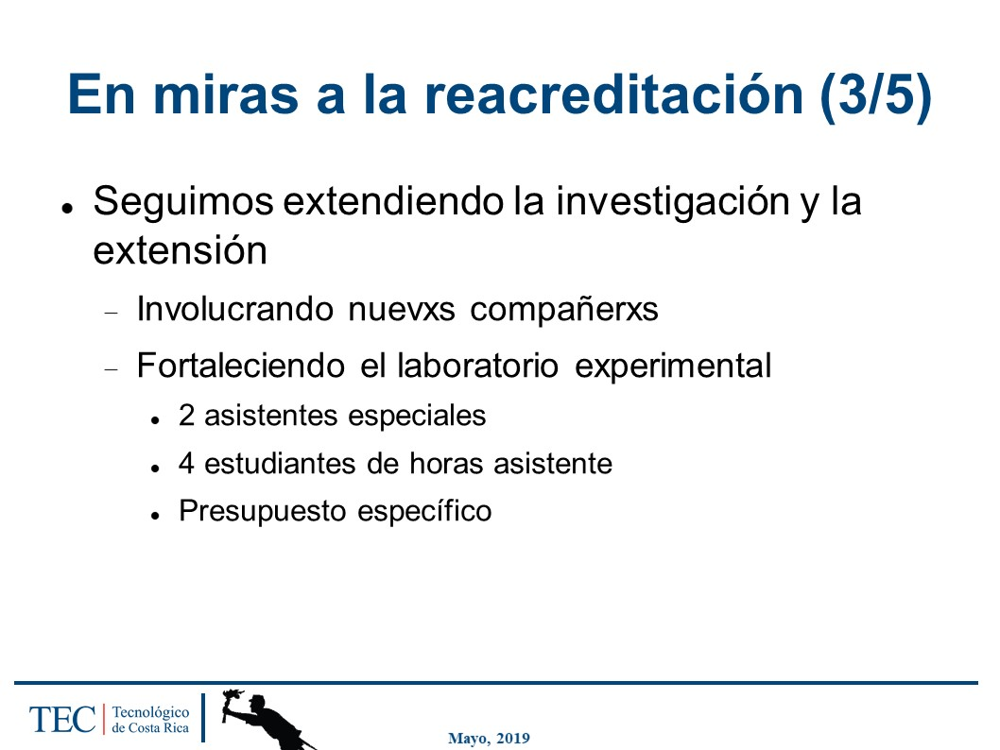 En miras a la reacreditación (3/5)
● Seguimos extendiendo la investigación y la
extensión
– Involucrando nuevxs compañerxs
– Fortaleciendo el laboratorio experimental
● 2 asistentes especiales
● 4 estudiantes de horas asistente
● Presupuesto específico
TEC | Tecnológico
de Costa Rica
Mayo, 2019